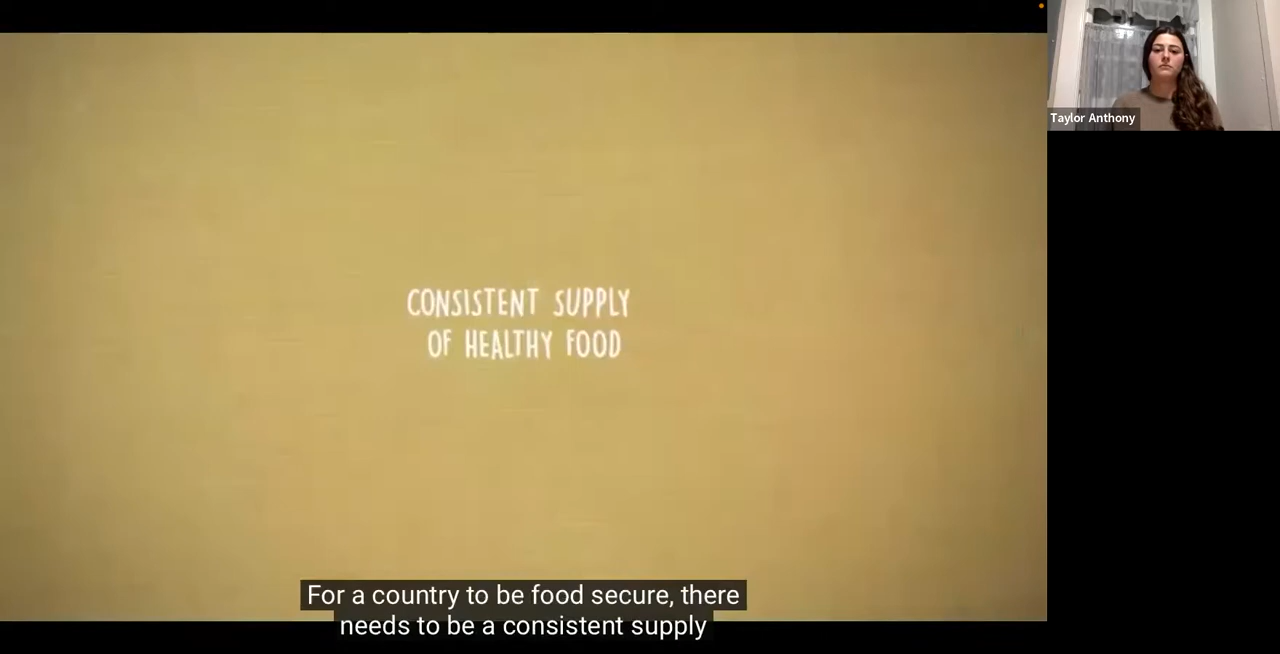 CONSISTENT SUPPLY
OF HEALTHY FOOD
Taylor Anthony
For a country to be food secure, there
needs to be a consistent supply